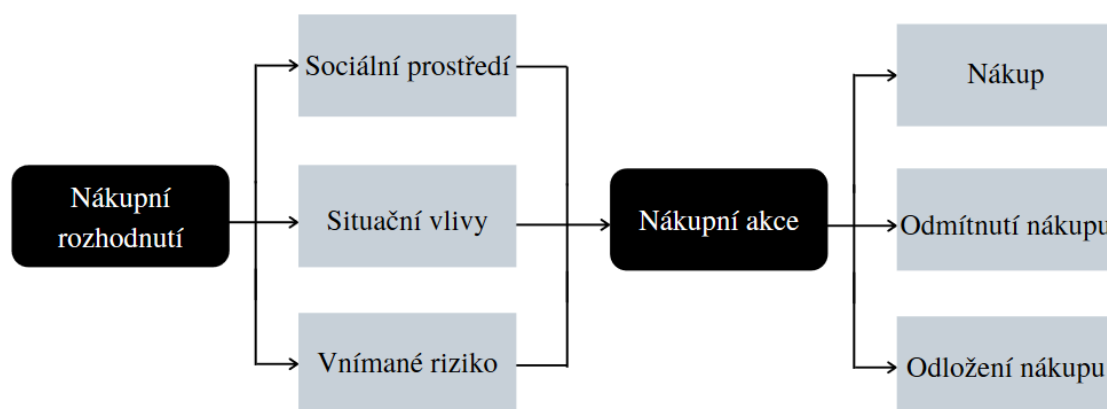 Nákupní
rozhodnutí
Sociální prostředí
Situační vlivy
Vnímané riziko
Nákupní akce
Nákup
Odmítnutí nákupu
Odložení nákupu